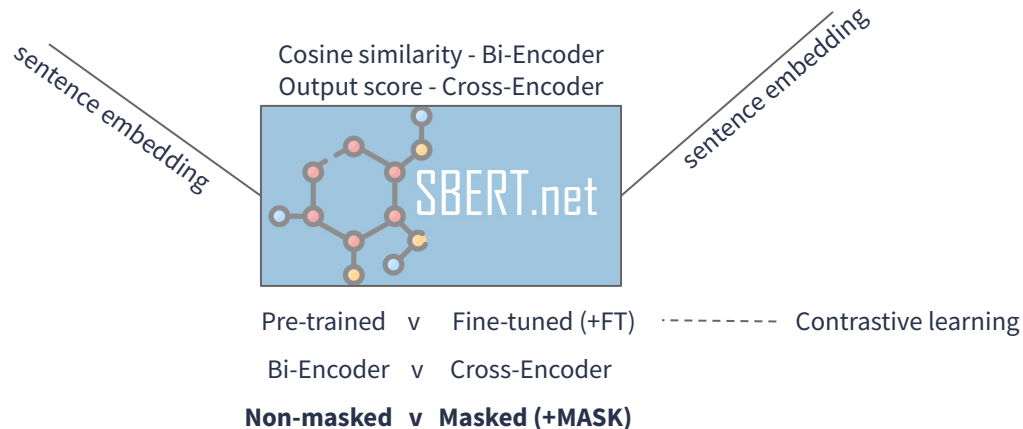 sentence embedding
Cosine similarity - Bi-Encoder
Output score - Cross-Encoder
sentence embedding
SBERT.net
Pre-trained v Fine-tuned (+FT) Contrastive learning
Bi-Encoder v Cross-Encoder
Non-masked v Masked (+MASK)